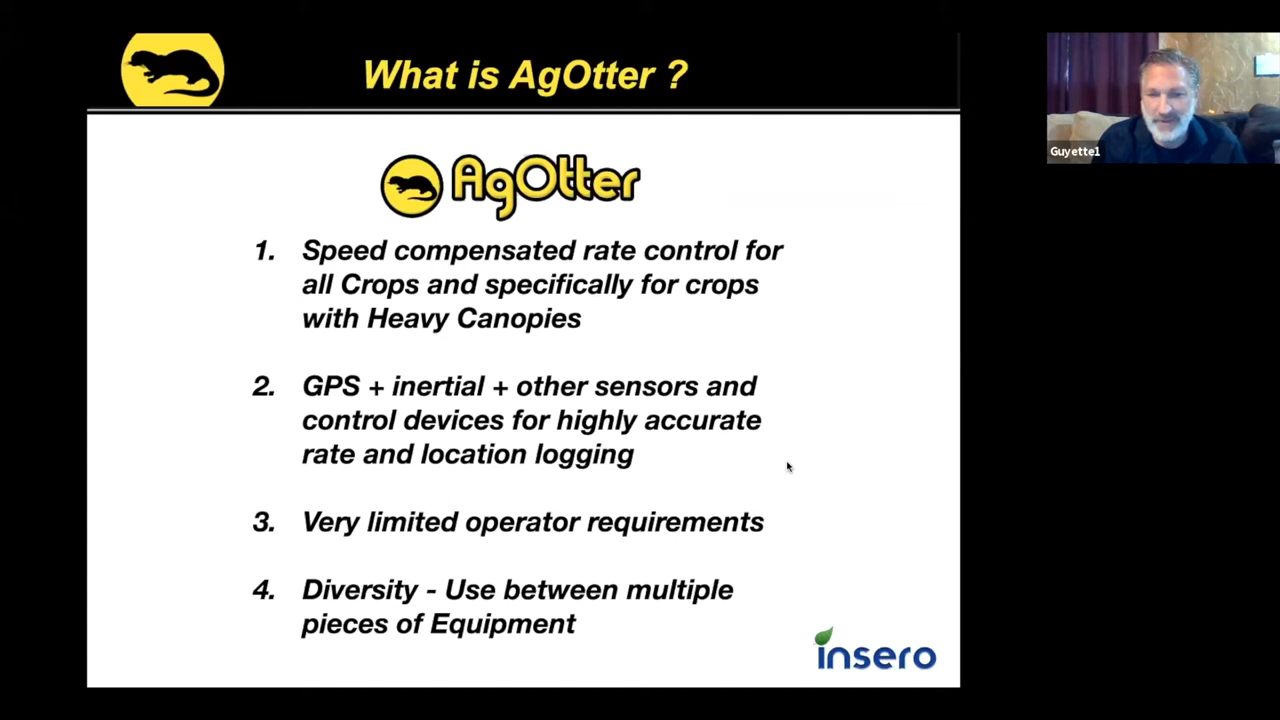 What is AgOtter ?
Guyette1
AgOtter
1. Speed compensated rate control for
all Crops and specifically for crops
with Heavy Canopies
2. GPS + inertial + other sensors and
control devices for highly accurate
rate and location logging
3. Very limited operator requirements
4. Diversity - Use between multiple
pieces of Equipment
insero